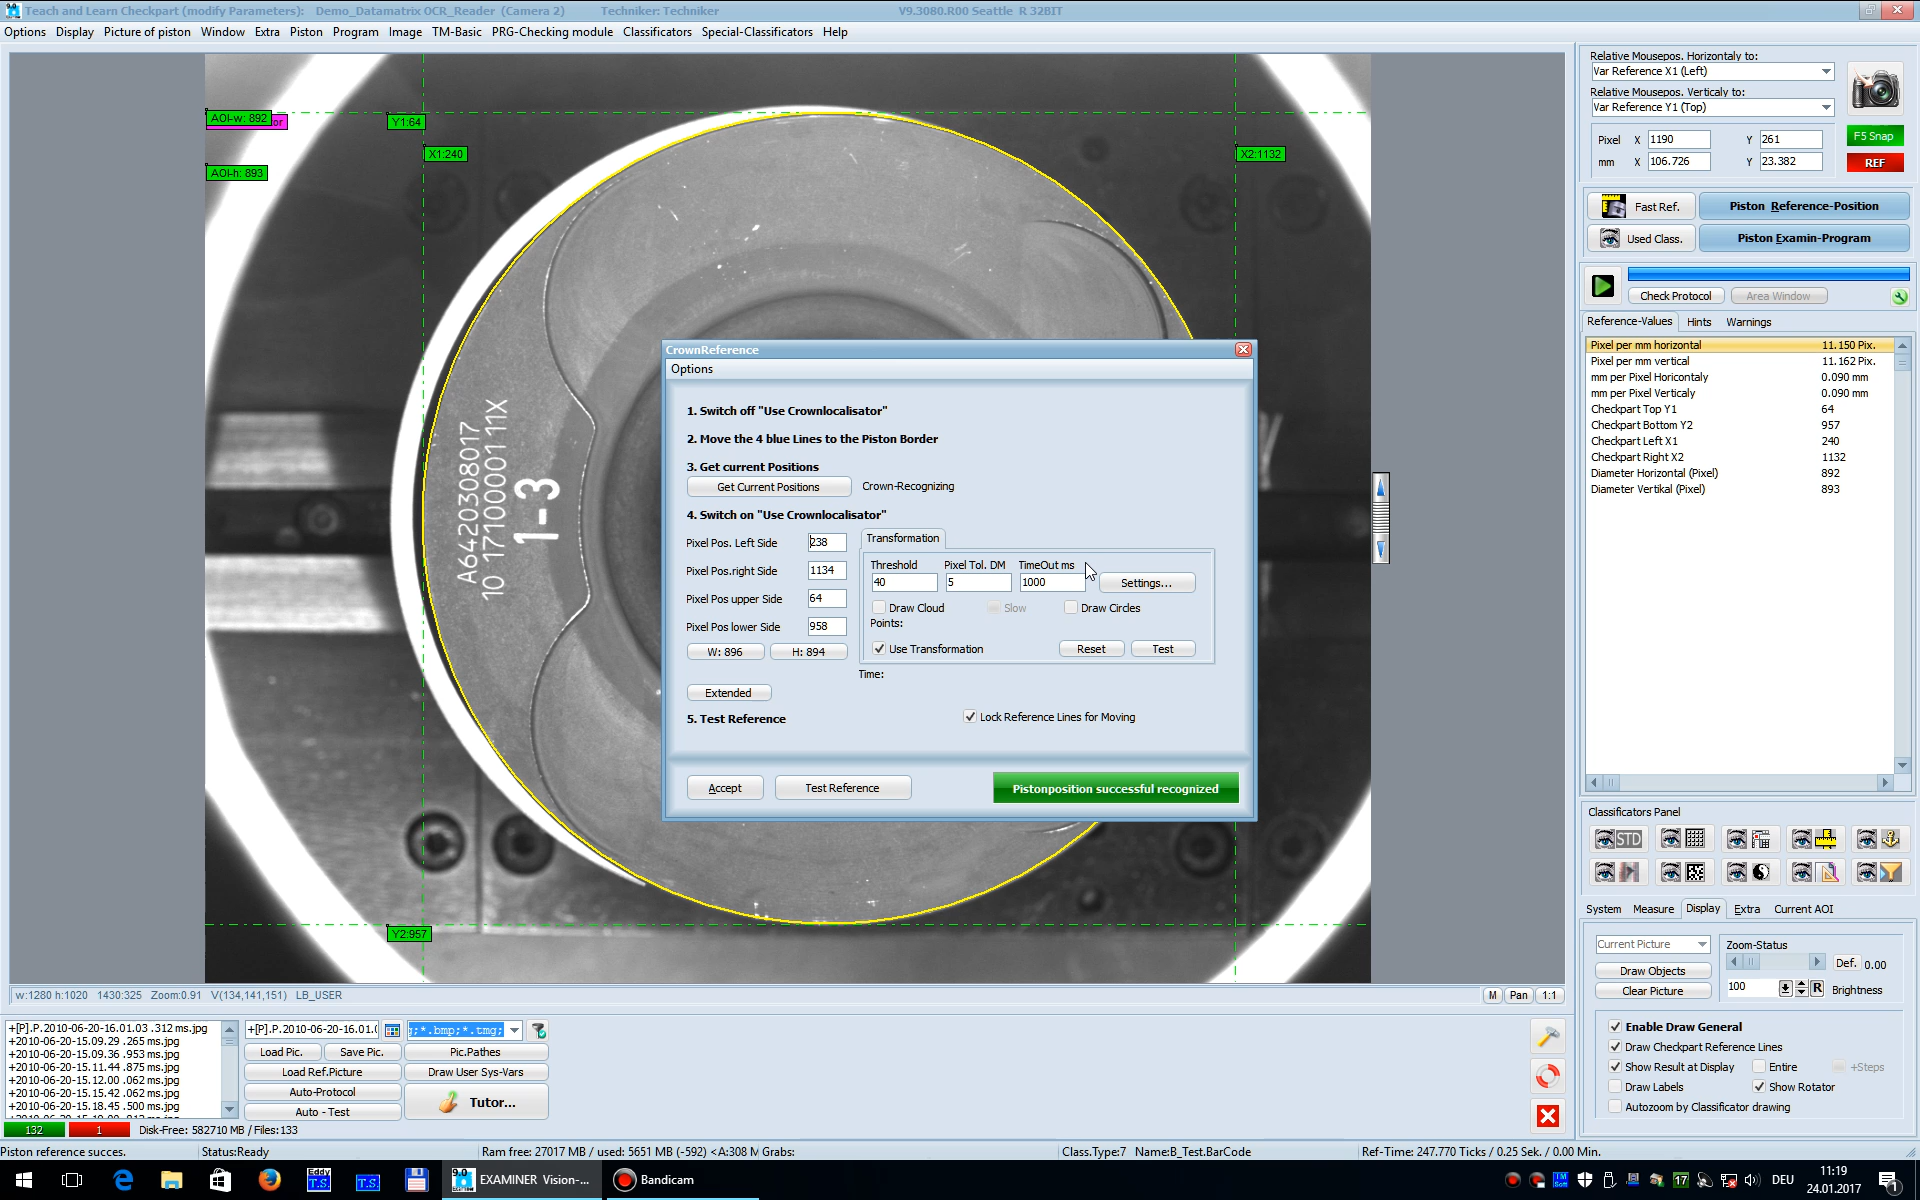 Teach and Learn Checkpart (modify Parameters): Demo_Datamatrix OCR_Reader (Camera 2) Techniker: Techniker V9.3080.R00 Seattle R 32BIT
Options Display Picture of piston Window Extra Piston Program Image TM-Basic PRG-Checking module Classificators Special-Classificators Help
AOI-w: 892
or
Y1:64
X1:240
X2:1132
AOI-h: 893
A6420308017
10 171000011 1X
1-3
Y2:957
CrownReference
Options
1. Switch off "Use Crownlocalisator"
2. Move the 4 blue Lines to the Piston Border
3. Get current Positions
Get Current Positions Crown-Recognizing
4. Switch on "Use Crownlocalisator"
Pixel Pos. Left Side 238
Pixel Pos.right Side 1134
Pixel Pos upper Side 64
Pixel Pos lower Side 958
W: 896 H: 894
Transformation
Threshold Pixel Tol. DM TimeOut ms
40 5 1000 Settings...
Draw Cloud Slow Draw Circles
Points:
Use Transformation Reset Test
Time:
Extended
5. Test Reference Lock Reference Lines for Moving
Accept Test Reference Pistonposition successful recognized
Relative Mousepos. Horizontaly to:
Var Reference X1 (Left)
Relative Mousepos. Verticaly to:
Var Reference Y1 (Top)
Pixel X 1190 Y 261
mm X 106.726 Y 23.382
F5 Snap
REF
Fast Ref. Piston Reference-Position
Used Class. Piston Examin-Program
Check Protocol Area Window
Reference-Values Hints Warnings
Pixel per mm horizontal 11.150 Pix.
Pixel per mm vertical 11.162 Pix.
mm per Pixel Horicontaly 0.090 mm
mm per Pixel Verticaly 0.090 mm
Checkpart Top Y1 64
Checkpart Bottom Y2 957
Checkpart Left X1 240
Checkpart Right X2 1132
Diameter Horizontal (Pixel) 892
Diameter Vertikal (Pixel) 893
Classificators Panel
STD
System Measure Display Extra Current AOI
Current Picture Zoom-Status
Draw Objects Def. 0.00
Clear Picture 100 R Brightness
Enable Draw General
Draw Checkpart Reference Lines
Show Result at Display Entire +Steps
Draw Labels Show Rotator
Autozoom by Classificator drawing
w:1280 h:1020 1430:325 Zoom:0.91 V(134,141,151) LB_USER M Pan 1:1
+[P].P.2010-06-20-16.01.03 .312 ms.jpg
+2010-06-20-15.09.29 .265 ms.jpg
+2010-06-20-15.09.36 .953 ms.jpg
+2010-06-20-15.11.44 .875 ms.jpg
+2010-06-20-15.12.00 .062 ms.jpg
+2010-06-20-15.15.42 .062 ms.jpg
+2010-06-20-15.18.45 .500 ms.jpg
+[P].P.2010-06-20-16.01.0 g;*.bmp;*.tmg;
Load Pic. Save Pic. Pic.Pathes
Load Ref.Picture Draw User Sys-Vars
Auto-Protocol
Auto - Test Tutor...
132 1 Disk-Free: 582710 MB / Files:133
Piston reference succes. Status:Ready Ram free: 27017 MB / used: 5651 MB (-592) <A:308 M Grabs: Class.Type:7 Name:B_Test.BarCode Ref-Time: 247.770 Ticks / 0.25 Sek. / 0.00 Min.
Eddy T.S. T.S. 9.0 EXAMINER Vision-... Bandicam 17 DEU 11:19
24.01.2017
1